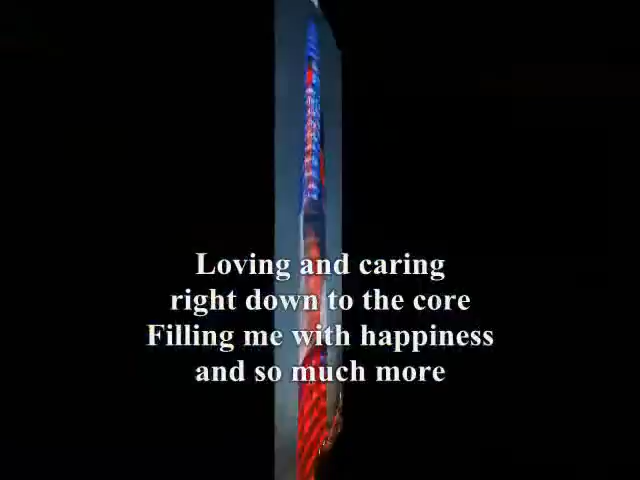 Loving and caring
right down to the core
Filling me with happiness
and so much more